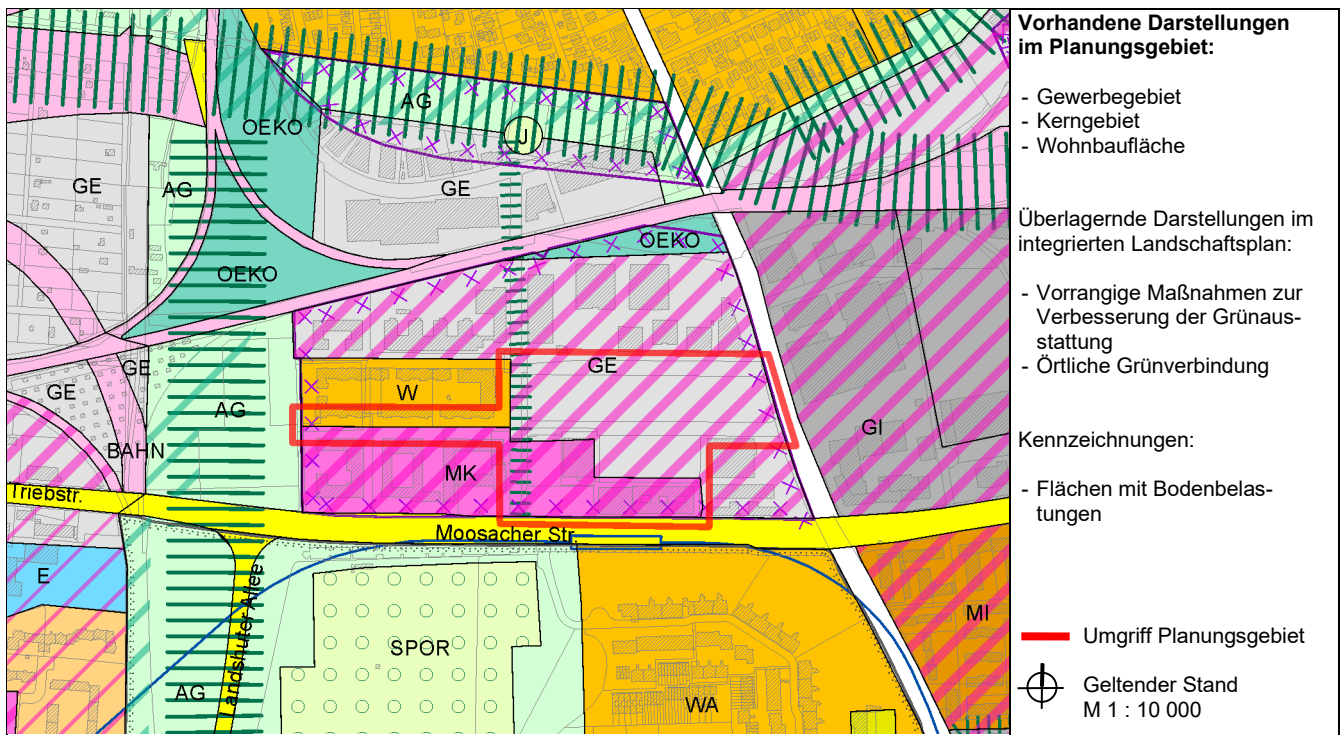 AG
OEKO
J
GE
AG
GE
OEKO
OEKO
GE
GE
W
GE
AG
GI
BAHN
MK
Triebstr.
Moosacher Str
E
Landshuter Allee
MI
SPOR
AG
WA
Vorhandene Darstellungen
im Planungsgebiet:
- Gewerbegebiet
- Kerngebiet
- Wohnbaufläche
Überlagernde Darstellungen im
integrierten Landschaftsplan:
- Vorrangige Maßnahmen zur
Verbesserung der Grünaus-
stattung
- Örtliche Grünverbindung
Kennzeichnungen:
- Flächen mit Bodenbelas-
tungen
Umgriff Planungsgebiet
Geltender Stand
M 1 : 10 000